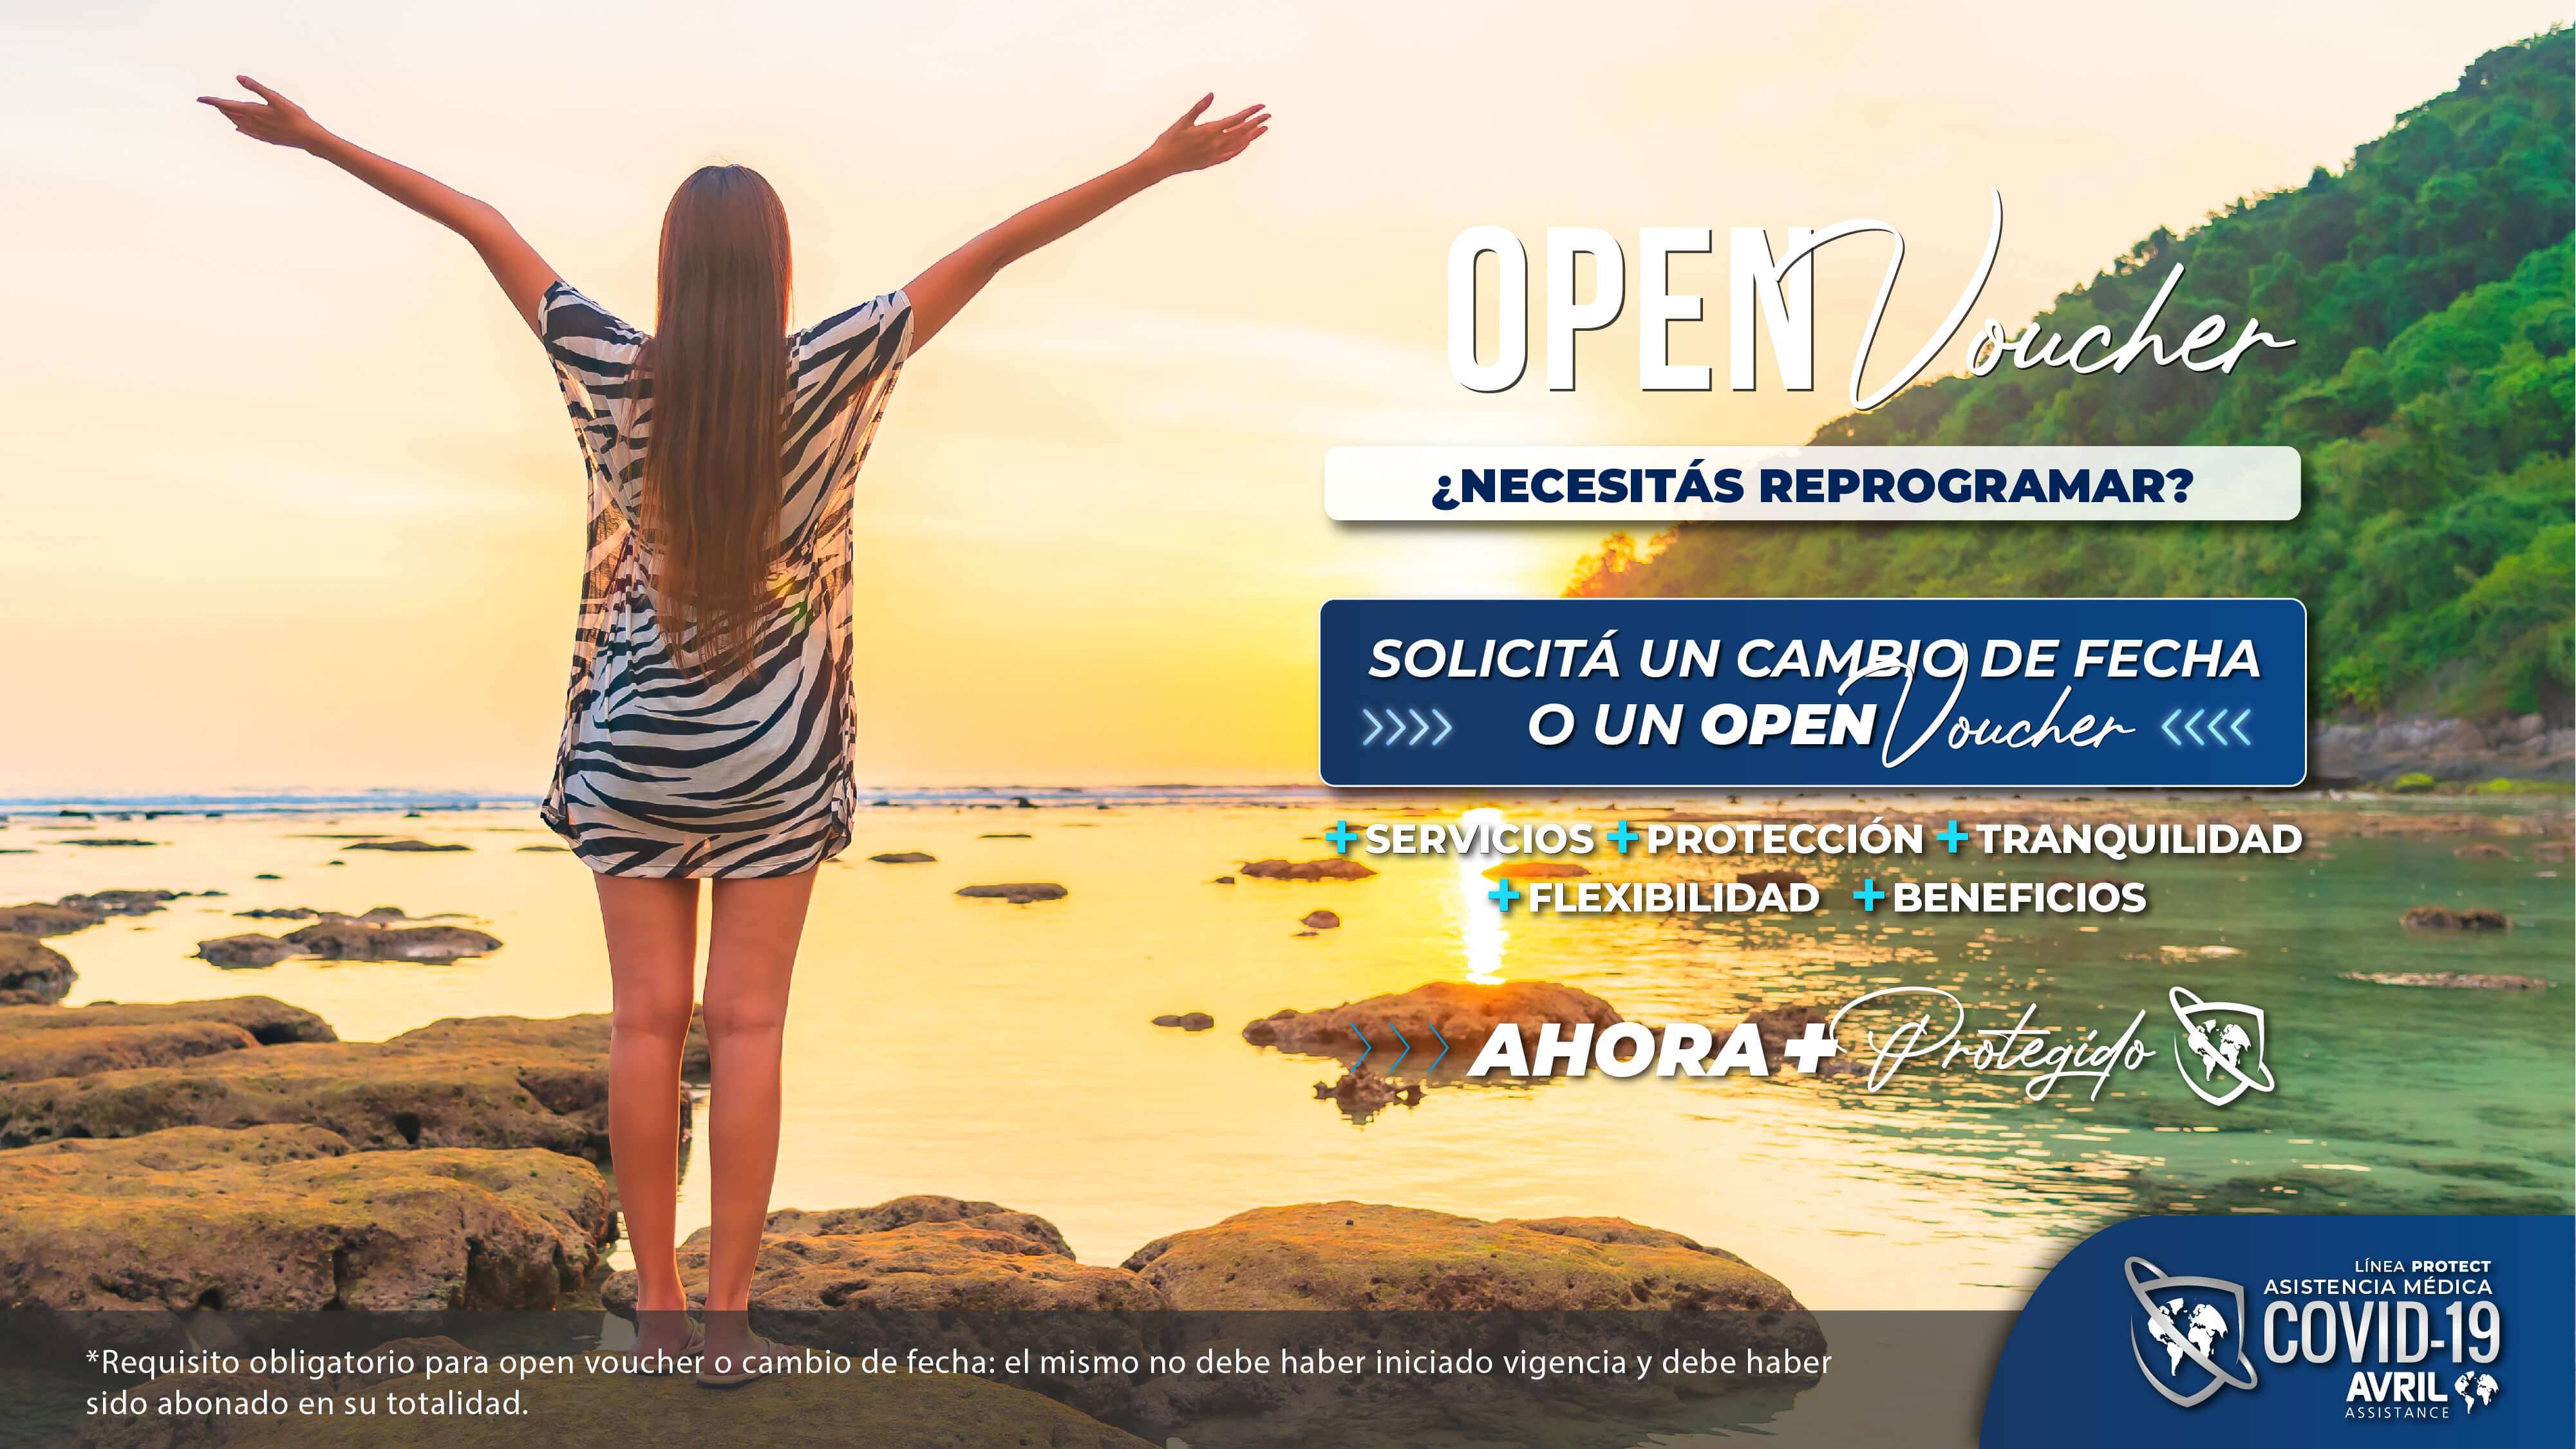 OPEN Voucher
¿NECESITÁS REPROGRAMAR?
SOLICITÁ UN CAMBIO DE FECHA
O UN OPEN Voucher
+SERVICIOS +PROTECCIÓN +TRANQUILIDAD
+FLEXIBILIDAD +BENEFICIOS
AHORA + Protegido
*Requisito obligatorio para open voucher o cambio de fecha: el mismo no debe haber iniciado vigencia y debe haber
sido abonado en su totalidad.
LÍNEA PROTECT
ASISTENCIA MÉDICA
COVID-19
AVRIL
ASSISTANCE